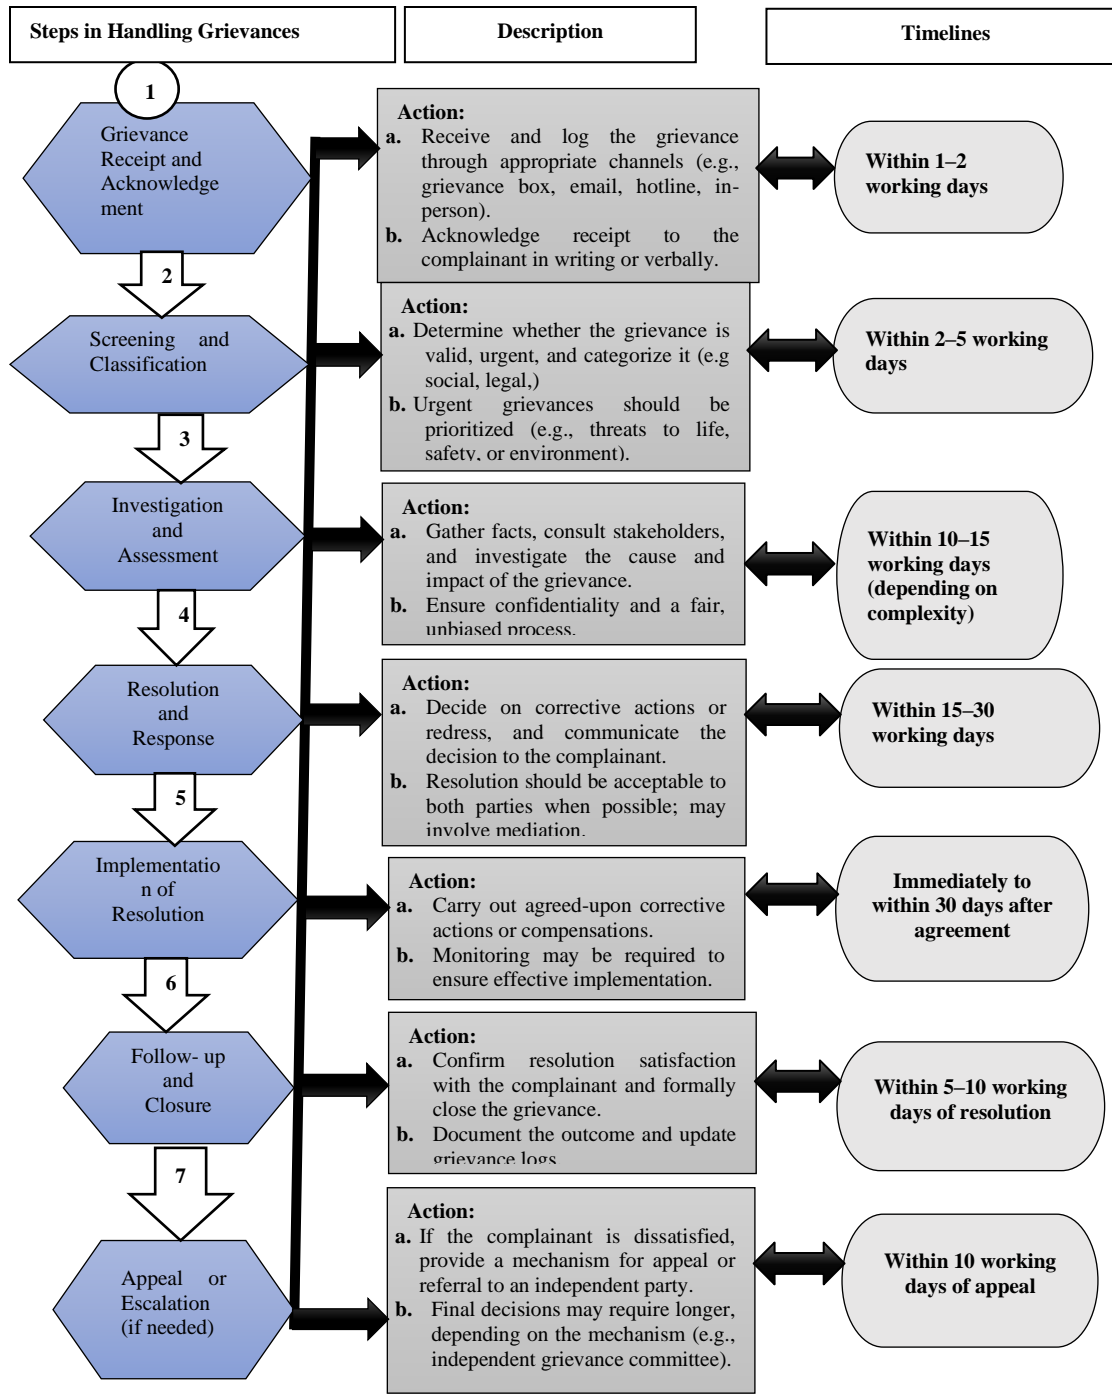 Steps in Handling Grievances
Description
Timelines
1
Grievance
Receipt and
Acknowledge
ment
Action:
a. Receive and log the grievance
through appropriate channels (e.g.,
grievance box, email, hotline, in-
person).
b. Acknowledge receipt to the
complainant in writing or verbally.
Within 1–2
working days
2
Screening and
Classification
Action:
a. Determine whether the grievance is
valid, urgent, and categorize it (e.g
social, legal,)
b. Urgent grievances should be
prioritized (e.g., threats to life,
safety, or environment).
Within 2–5 working
days
3
Investigation
and
Assessment
Action:
a. Gather facts, consult stakeholders,
and investigate the cause and
impact of the grievance.
b. Ensure confidentiality and a fair,
unbiased process.
Within 10–15
working days
(depending on
complexity)
4
Resolution
and
Response
Action:
a. Decide on corrective actions or
redress, and communicate the
decision to the complainant.
b. Resolution should be acceptable to
both parties when possible; may
involve mediation.
Within 15–30
working days
5
Implementatio
n of
Resolution
Action:
a. Carry out agreed-upon corrective
actions or compensations.
b. Monitoring may be required to
ensure effective implementation.
Immediately to
within 30 days after
agreement
6
Follow- up
and
Closure
Action:
a. Confirm resolution satisfaction
with the complainant and formally
close the grievance.
b. Document the outcome and update
grievance logs
Within 5–10 working
days of resolution
7
Appeal or
Escalation
(if needed)
Action:
a. If the complainant is dissatisfied,
provide a mechanism for appeal or
referral to an independent party.
b. Final decisions may require longer,
depending on the mechanism (e.g.,
independent grievance committee).
Within 10 working
days of appeal